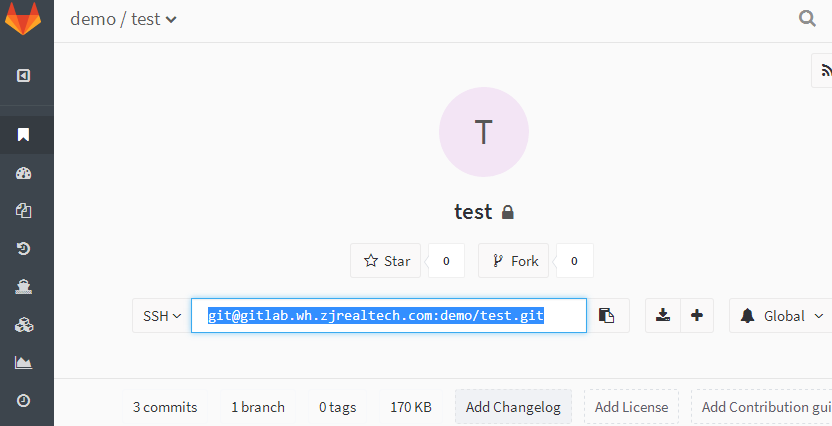 demo / test
T
test
Star 0 Fork 0
SSH git@gitlab.wh.zjrealtech.com:demo/test.git Global
3 commits 1 branch 0 tags 170 KB Add Changelog Add License Add Contribution gui